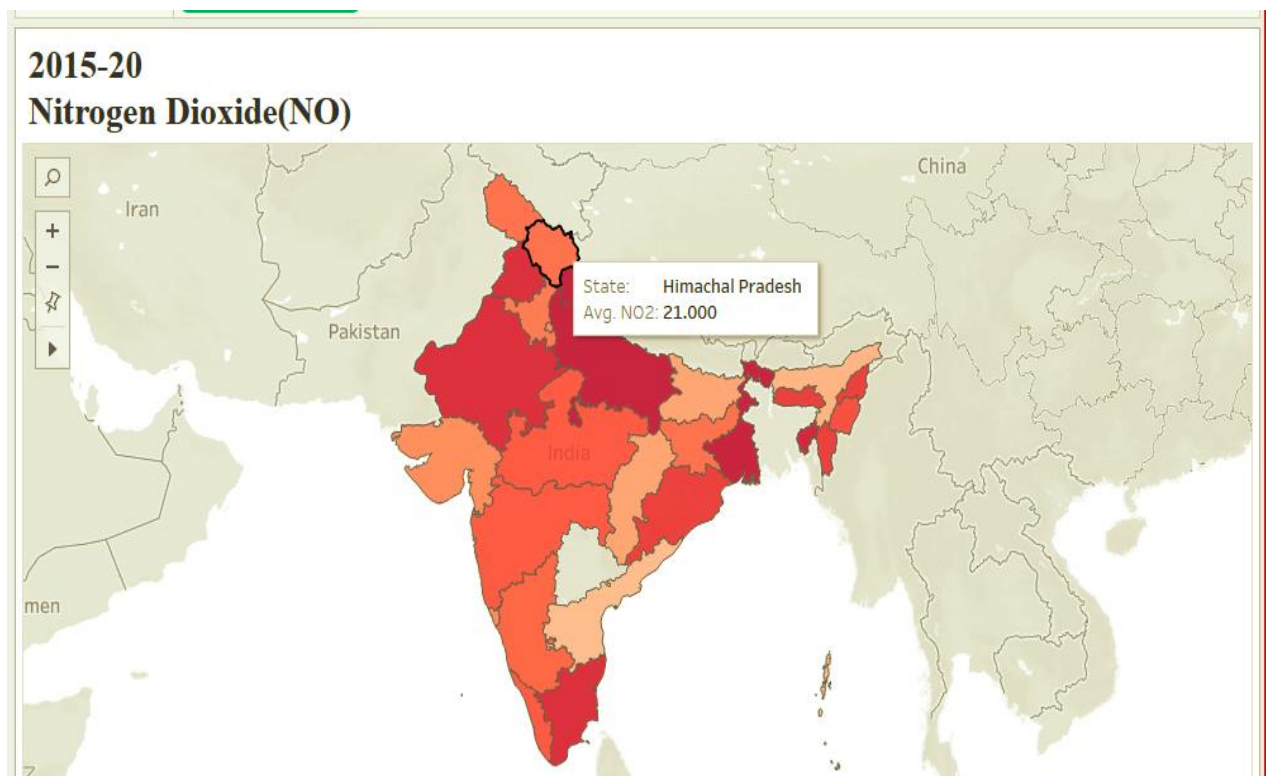 2015-20
Nitrogen Dioxide(NO)
China
Iran
State: Himachal Pradesh
Avg. NO2: 21.000
Pakistan
India
men